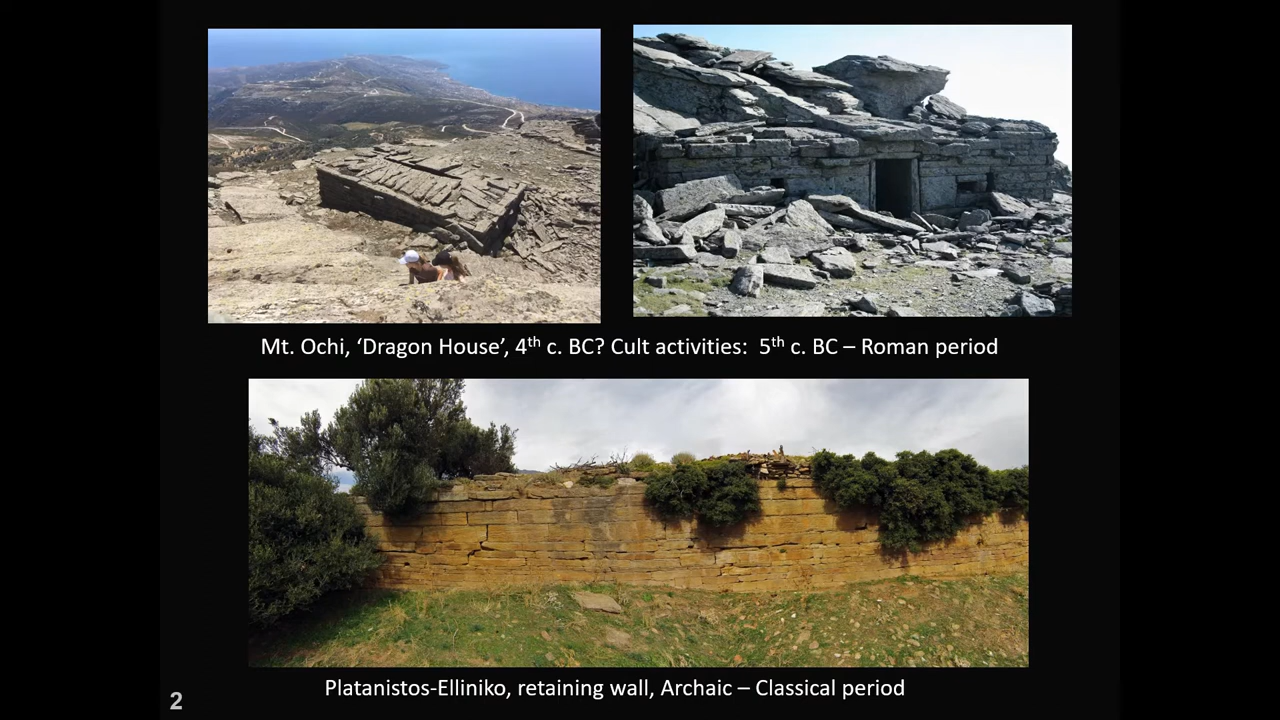 Mt. Ochi, ‘Dragon House’, 4th c. BC? Cult activities:  5th c. BC – Roman period
Platanistos-Elliniko, retaining wall, Archaic – Classical period
2